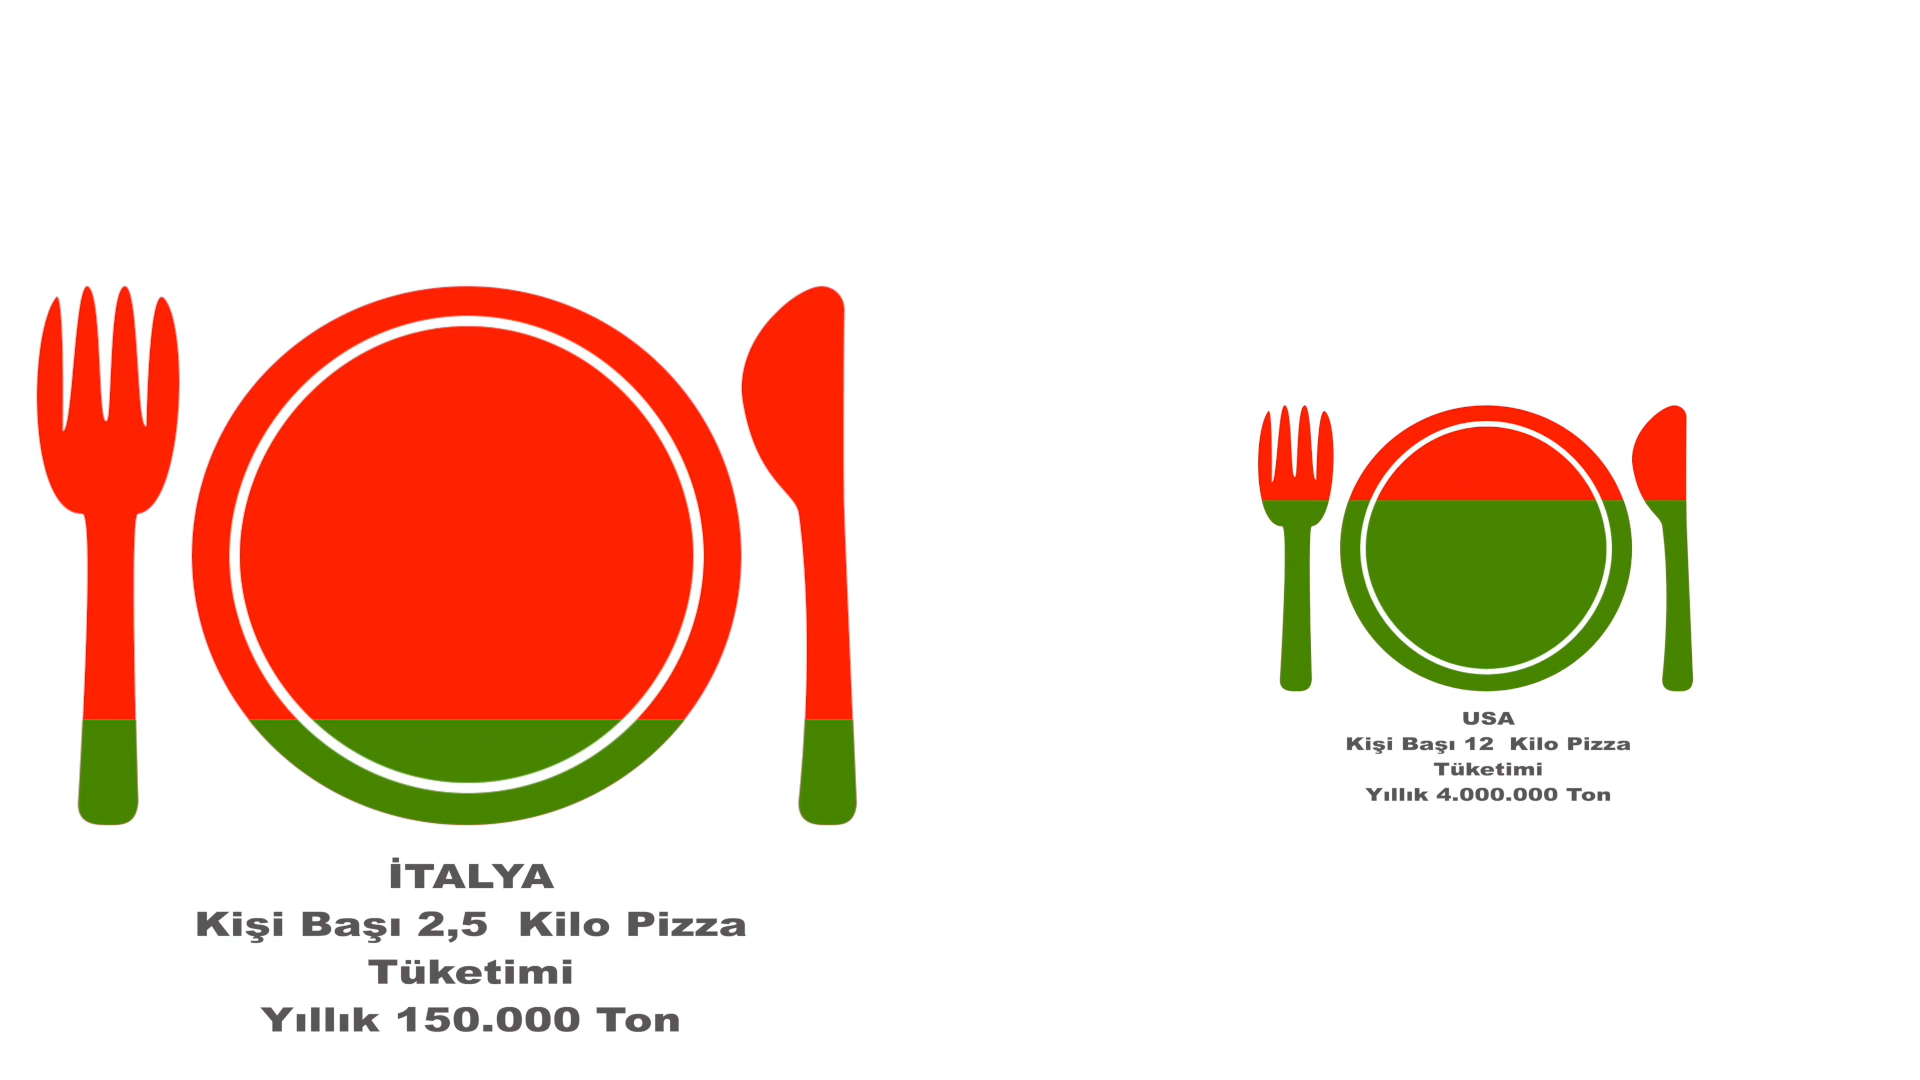 İTALYA
Kişi Başı 2,5  Kilo Pizza
Tüketimi
Yıllık 150.000 Ton
USA
Kişi Başı 12  Kilo Pizza
Tüketimi
Yıllık 4.000.000 Ton